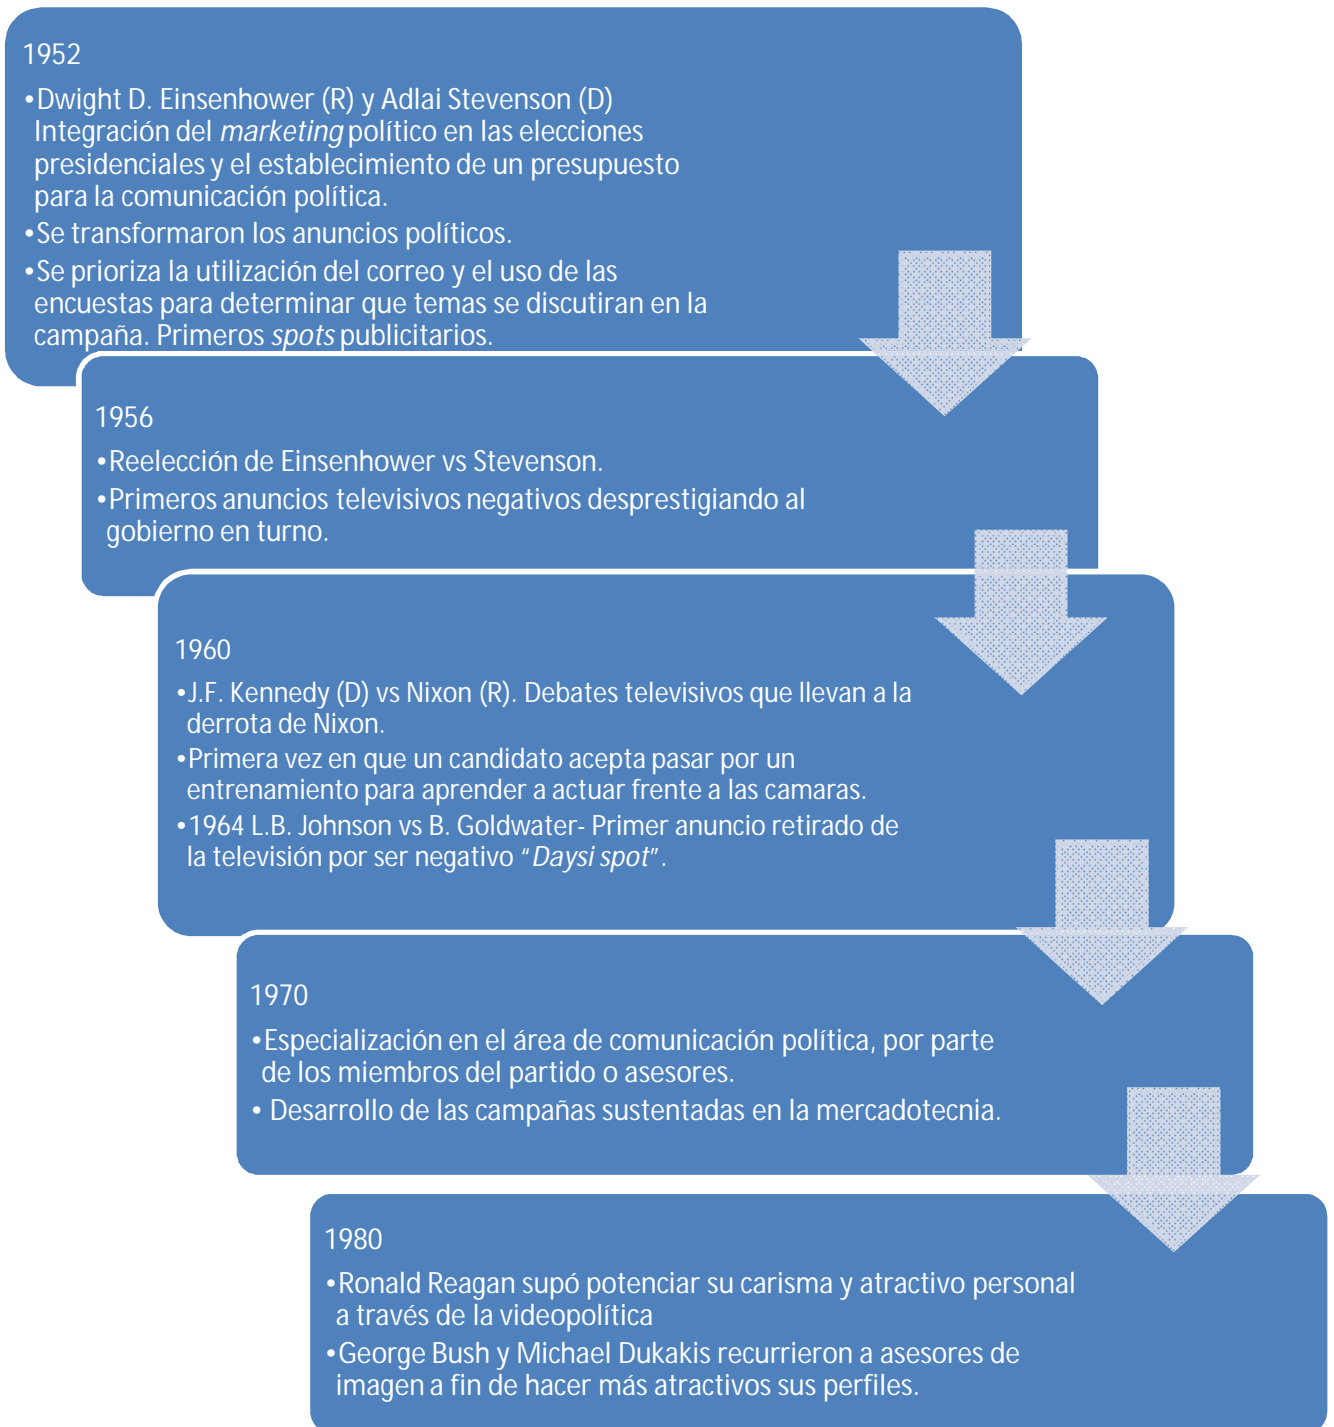 1952
•Dwight D. Einsenhower (R) y Adlai Stevenson (D)
Integración del marketing político en las elecciones
presidenciales y el establecimiento de un presupuesto
para la comunicación política.
•Se transformaron los anuncios políticos.
•Se prioriza la utilización del correo y el uso de las
encuestas para determinar que temas se discutiran en la
campaña. Primeros spots publicitarios.
1956
•Reelección de Einsenhower vs Stevenson.
•Primeros anuncios televisivos negativos desprestigiando al
gobierno en turno.
1960
•J.F. Kennedy (D) vs Nixon (R). Debates televisivos que llevan a la
derrota de Nixon.
•Primera vez en que un candidato acepta pasar por un
entrenamiento para aprender a actuar frente a las camaras.
•1964 L.B. Johnson vs B. Goldwater- Primer anuncio retirado de
la televisión por ser negativo “Daysi spot”.
1970
•Especialización en el área de comunicación política, por parte
de los miembros del partido o asesores.
• Desarrollo de las campañas sustentadas en la mercadotecnia.
1980
•Ronald Reagan supó potenciar su carisma y atractivo personal
a través de la videopolítica
•George Bush y Michael Dukakis recurrieron a asesores de
imagen a fin de hacer más atractivos sus perfiles.